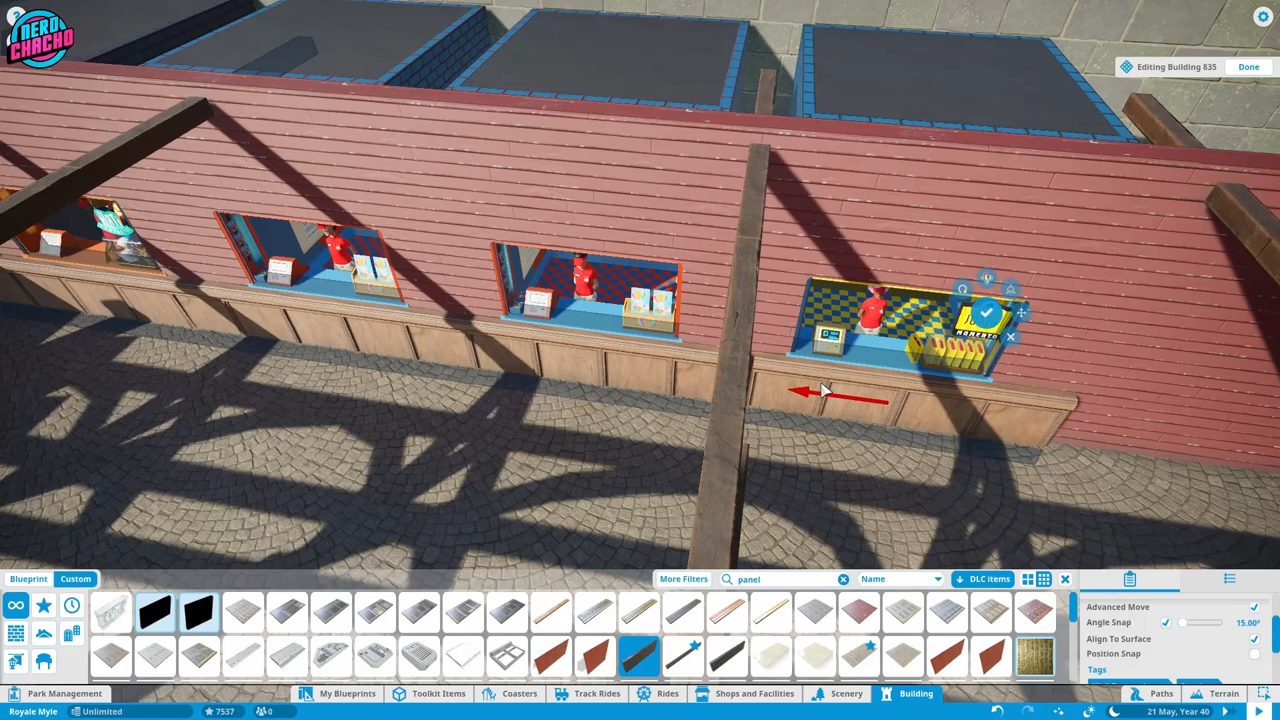 NERD
CHACHO
Editing Building 835
Done
Blueprint
Custom
More Filters
panel
Name
DLC items
Advanced Move
Angle Snap
15.00°
Align To Surface
Position Snap
Tags
Park Management
My Blueprints
Toolkit Items
Coasters
Track Rides
Rides
Shops and Facilities
Scenery
Building
Paths
Terrain
Royale Myle
Unlimited
7537
0
21 May, Year 40